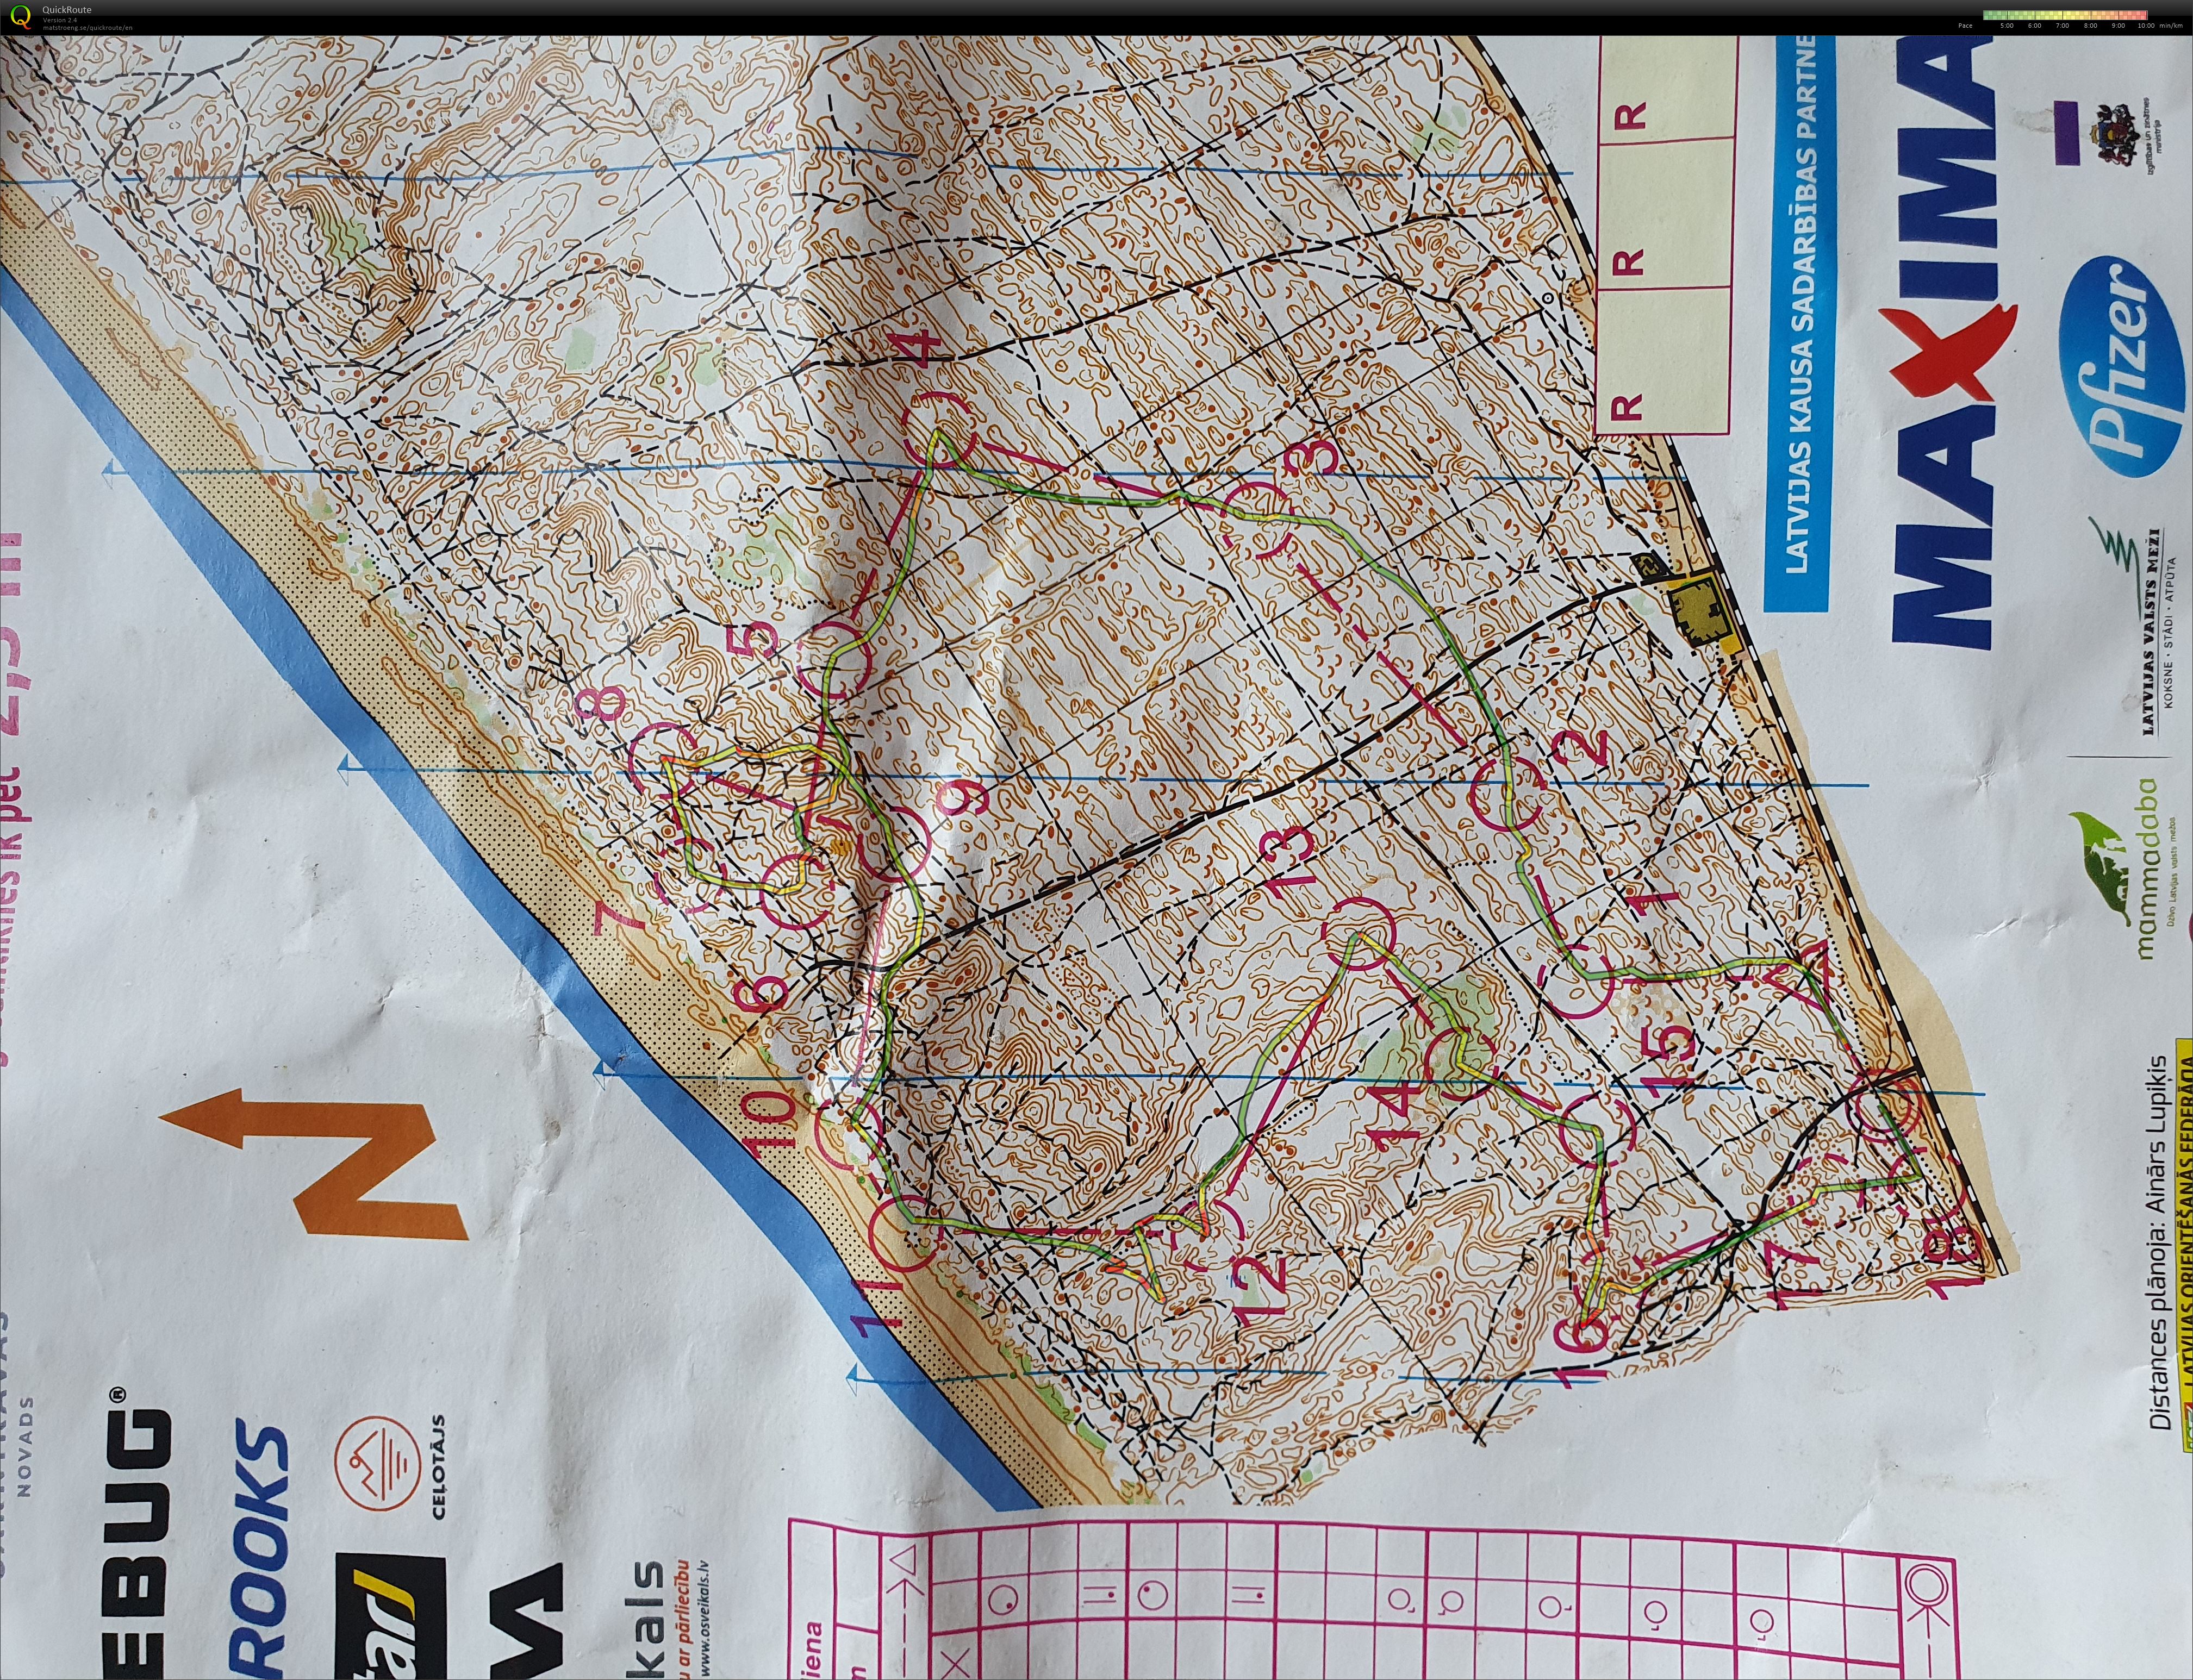 QuickRoute
Version 2.4
matstroeng.se/quickroute/en
Pace 5:00 6:00 7:00 8:00 9:00 10:00 min/km
R
R
R
LATVIJAS KAUSA SADARBĪBAS PARTNE
MAXIMA
Izglītības un zinātnes
ministrija
Pfizer
LATVIJAS VALSTS MEŽI
KOKSNE · STĀDI · ATPŪTA
mammadaba
Dzīvo Latvijas valsts mežos
Distances plānoja: Ainārs Lupiķis
LATVIJAS ORIENTĒŠANĀS FEDERĀCIJA
1
2
3
4
5
6
7
8
9
10
11
12
13
14
15
16
17
18
N
NOVADS
EBUG®
ROOKS
CEĻOTĀJS
kals
u ar pārliecību
www.osveikals.lv
iena
m